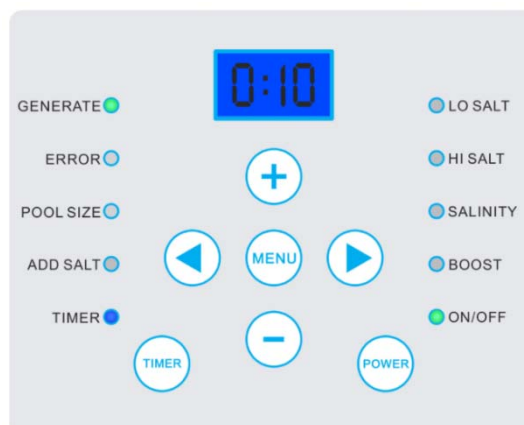 0:10
GENERATE
LO SALT
ERROR
HI SALT
POOL SIZE
SALINITY
ADD SALT
MENU
BOOST
TIMER
ON/OFF
TIMER
POWER